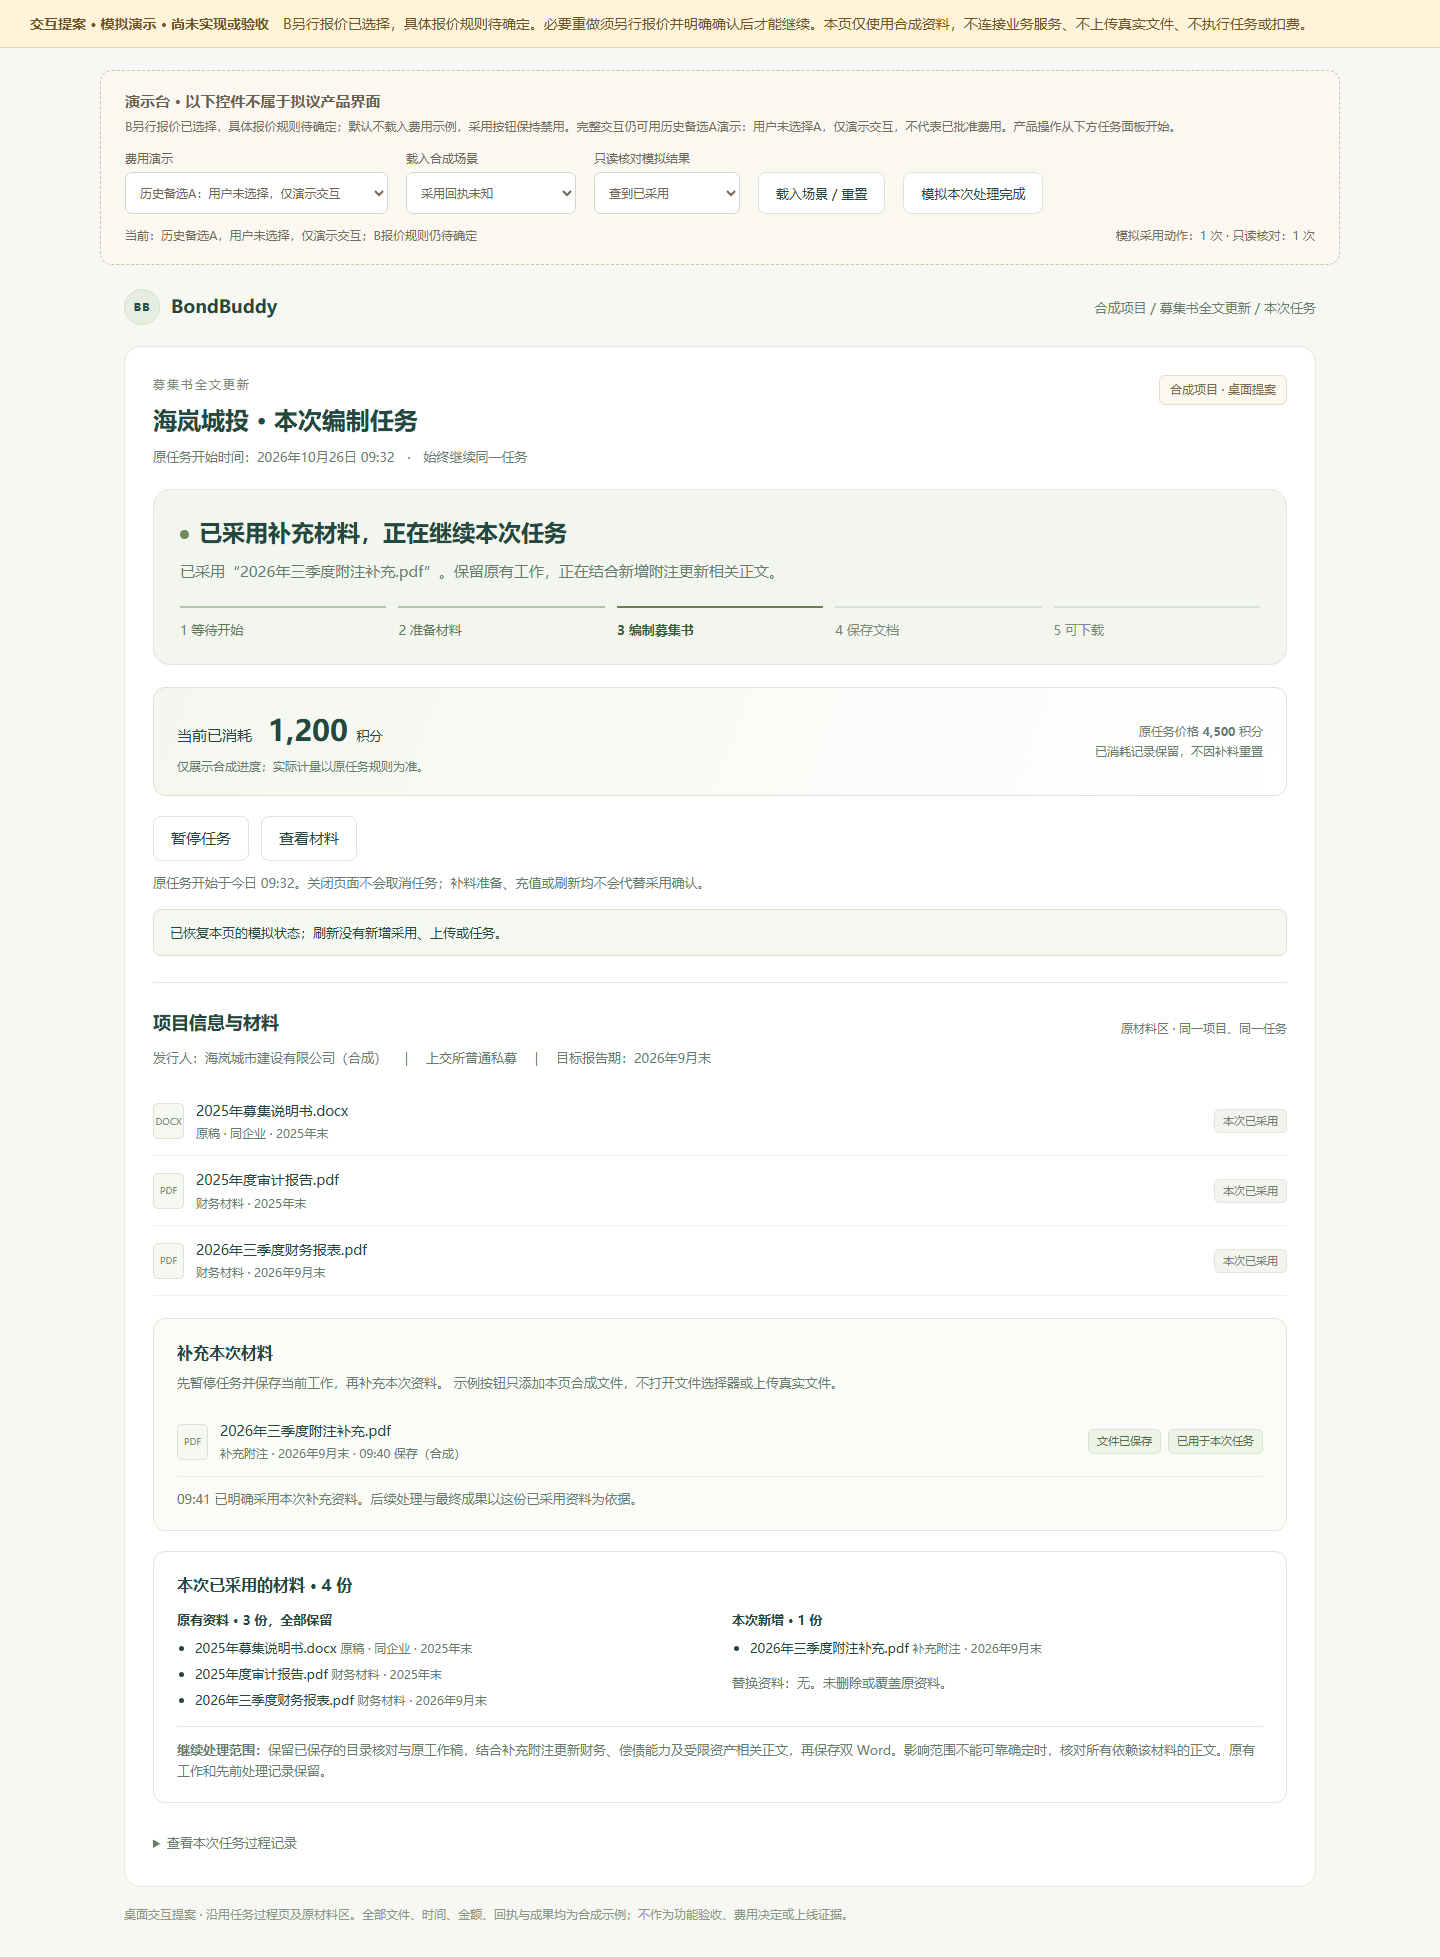 交互提案 • 模拟演示 • 尚未实现或验收 B另行报价已选择，具体报价规则待确定。必要重做须另行报价并明确确认后才能继续。本页仅使用合成资料，不连接业务服务、不上传真实文件、不执行任务或扣费。
演示台 • 以下控件不属于拟议产品界面
B另行报价已选择，具体报价规则待确定；默认不载入费用示例，采用按钮保持禁用。完整交互仍可用历史备选A演示：用户未选择A，仅演示交互，不代表已批准费用。产品操作从下方任务面板开始。
费用演示 载入合成场景 只读核对模拟结果
历史备选A：用户未选择，仅演示交互 采用回执未知 查到已采用 载入场景 / 重置 模拟本次处理完成
当前：历史备选A，用户未选择，仅演示交互；B报价规则仍待确定 模拟采用动作：1 次 · 只读核对：1 次
BB BondBuddy 合成项目 / 募集书全文更新 / 本次任务
募集书全文更新 合成项目 · 桌面提案
海岚城投 • 本次编制任务
原任务开始时间：2026年10月26日 09:32 · 始终继续同一任务
已采用补充材料，正在继续本次任务
已采用“2026年三季度附注补充.pdf”。保留原有工作，正在结合新增附注更新相关正文。
1 等待开始 2 准备材料 3 编制募集书 4 保存文档 5 可下载
当前已消耗 1,200 积分 原任务价格 4,500 积分
仅展示合成进度；实际计量以原任务规则为准。 已消耗记录保留，不因补料重置
暂停任务 查看材料
原任务开始于今日 09:32。关闭页面不会取消任务；补料准备、充值或刷新均不会代替采用确认。
已恢复本页的模拟状态；刷新没有新增采用、上传或任务。
项目信息与材料 原材料区 · 同一项目、同一任务
发行人：海岚城市建设有限公司（合成） | 上交所普通私募 | 目标报告期：2026年9月末
DOCX 2025年募集说明书.docx 本次已采用
原稿 · 同企业 · 2025年末
PDF 2025年度审计报告.pdf 本次已采用
财务材料 · 2025年末
PDF 2026年三季度财务报表.pdf 本次已采用
财务材料 · 2026年9月末
补充本次材料
先暂停任务并保存当前工作，再补充本次资料。 示例按钮只添加本页合成文件，不打开文件选择器或上传真实文件。
PDF 2026年三季度附注补充.pdf 文件已保存 已用于本次任务
补充附注 · 2026年9月末 · 09:40 保存（合成）
09:41 已明确采用本次补充资料。后续处理与最终成果以这份已采用资料为依据。
本次已采用的材料 • 4 份
原有资料 • 3 份，全部保留 本次新增 • 1 份
• 2025年募集说明书.docx 原稿 · 同企业 · 2025年末 • 2026年三季度附注补充.pdf 补充附注 · 2026年9月末
• 2025年度审计报告.pdf 财务材料 · 2025年末 替换资料：无。未删除或覆盖原资料。
• 2026年三季度财务报表.pdf 财务材料 · 2026年9月末
继续处理范围：保留已保存的目录核对与原工作稿，结合补充附注更新财务、偿债能力及受限资产相关正文，再保存双 Word。影响范围不能可靠确定时，核对所有依赖该材料的正文。原有
工作和先前处理记录保留。
▶ 查看本次任务过程记录
桌面交互提案 · 沿用任务过程页及原材料区。全部文件、时间、金额、回执与成果均为合成示例；不作为功能验收、费用决定或上线证据。